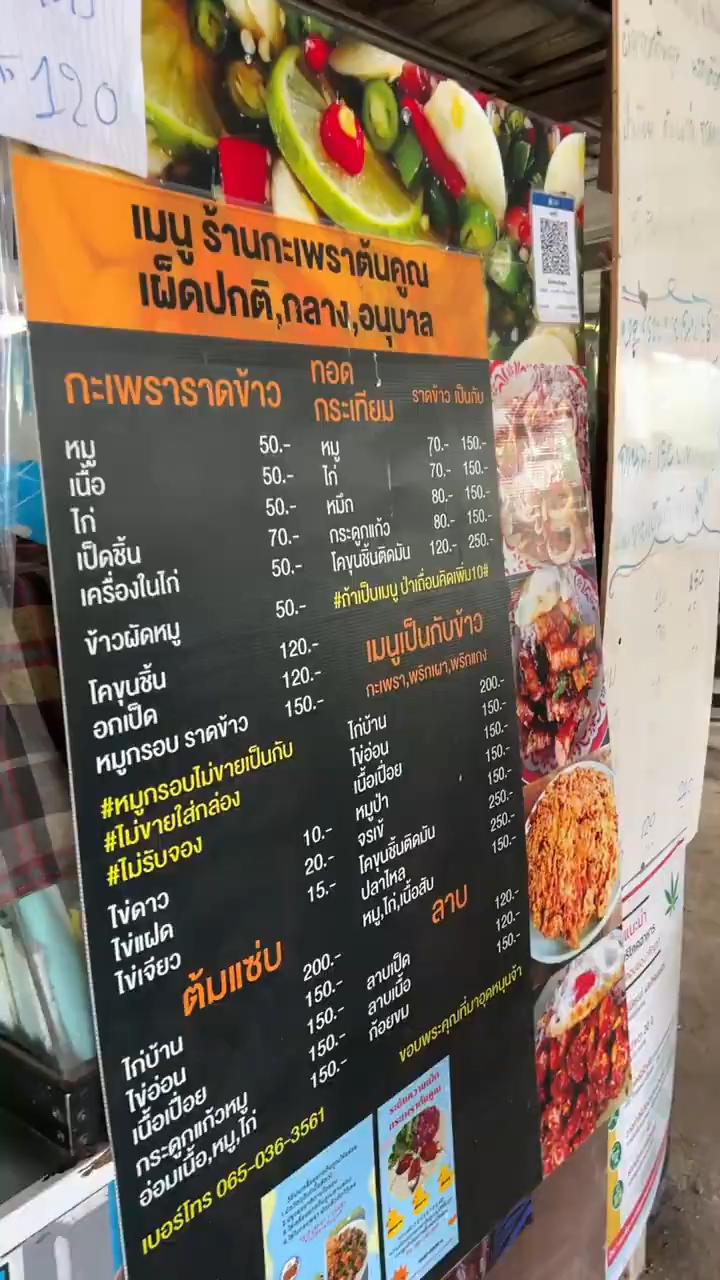 120
เมนู ร้านกะเพราต้นคูณ
เผ็ดปกติ,กลาง,อนุบาล
กะเพราราดข้าว
หมู 50.-
เนื้อ 50.-
ไก่ 50.-
เป็ดชิ้น 70.-
เครื่องในไก่ 50.-
ข้าวผัดหมู 50.-
โคขุนชิ้น 120.-
อกเป็ด 120.-
หมูกรอบ ราดข้าว 150.-
#หมูกรอบไม่ขายเป็นกับ
#ไม่ขายใส่กล่อง
#ไม่รับจอง
ไข่ดาว 10.-
ไข่แฝด 20.-
ไข่เจียว 15.-
ต้มแซ่บ
ไก่บ้าน 200.-
ไข่อ่อน 150.-
เนื้อเปื่อย 150.-
กระดูกแก้วหมู 150.-
อ่อมเนื้อ,หมู,ไก่ 150.-
เบอร์โทร 065-036-3561
ทอด
กระเทียม ราดข้าว เป็นกับ
หมู 70.- 150.-
ไก่ 70.- 150.-
หมึก 80.- 150.-
กระดูกแก้ว 80.- 150.-
โคขุนชิ้นติดมัน 120.- 250.-
#ถ้าเป็นเมนู ป่าเถื่อนคิดเพิ่ม10#
เมนูเป็นกับข้าว
กะเพรา,พริกเผา,พริกแกง
ไก่บ้าน 200.-
ไข่อ่อน 150.-
เนื้อเปื่อย 150.-
หมูป่า 150.-
จรเข้ 250.-
โคขุนชิ้นติดมัน 250.-
ปลาไหล 150.-
หมู,ไก่,เนื้อสับ
ลาบ
ลาบเป็ด 120.-
ลาบเนื้อ 120.-
ก้อยขม 150.-
ขอบพระคุณที่มาอุดหนุนจ้า